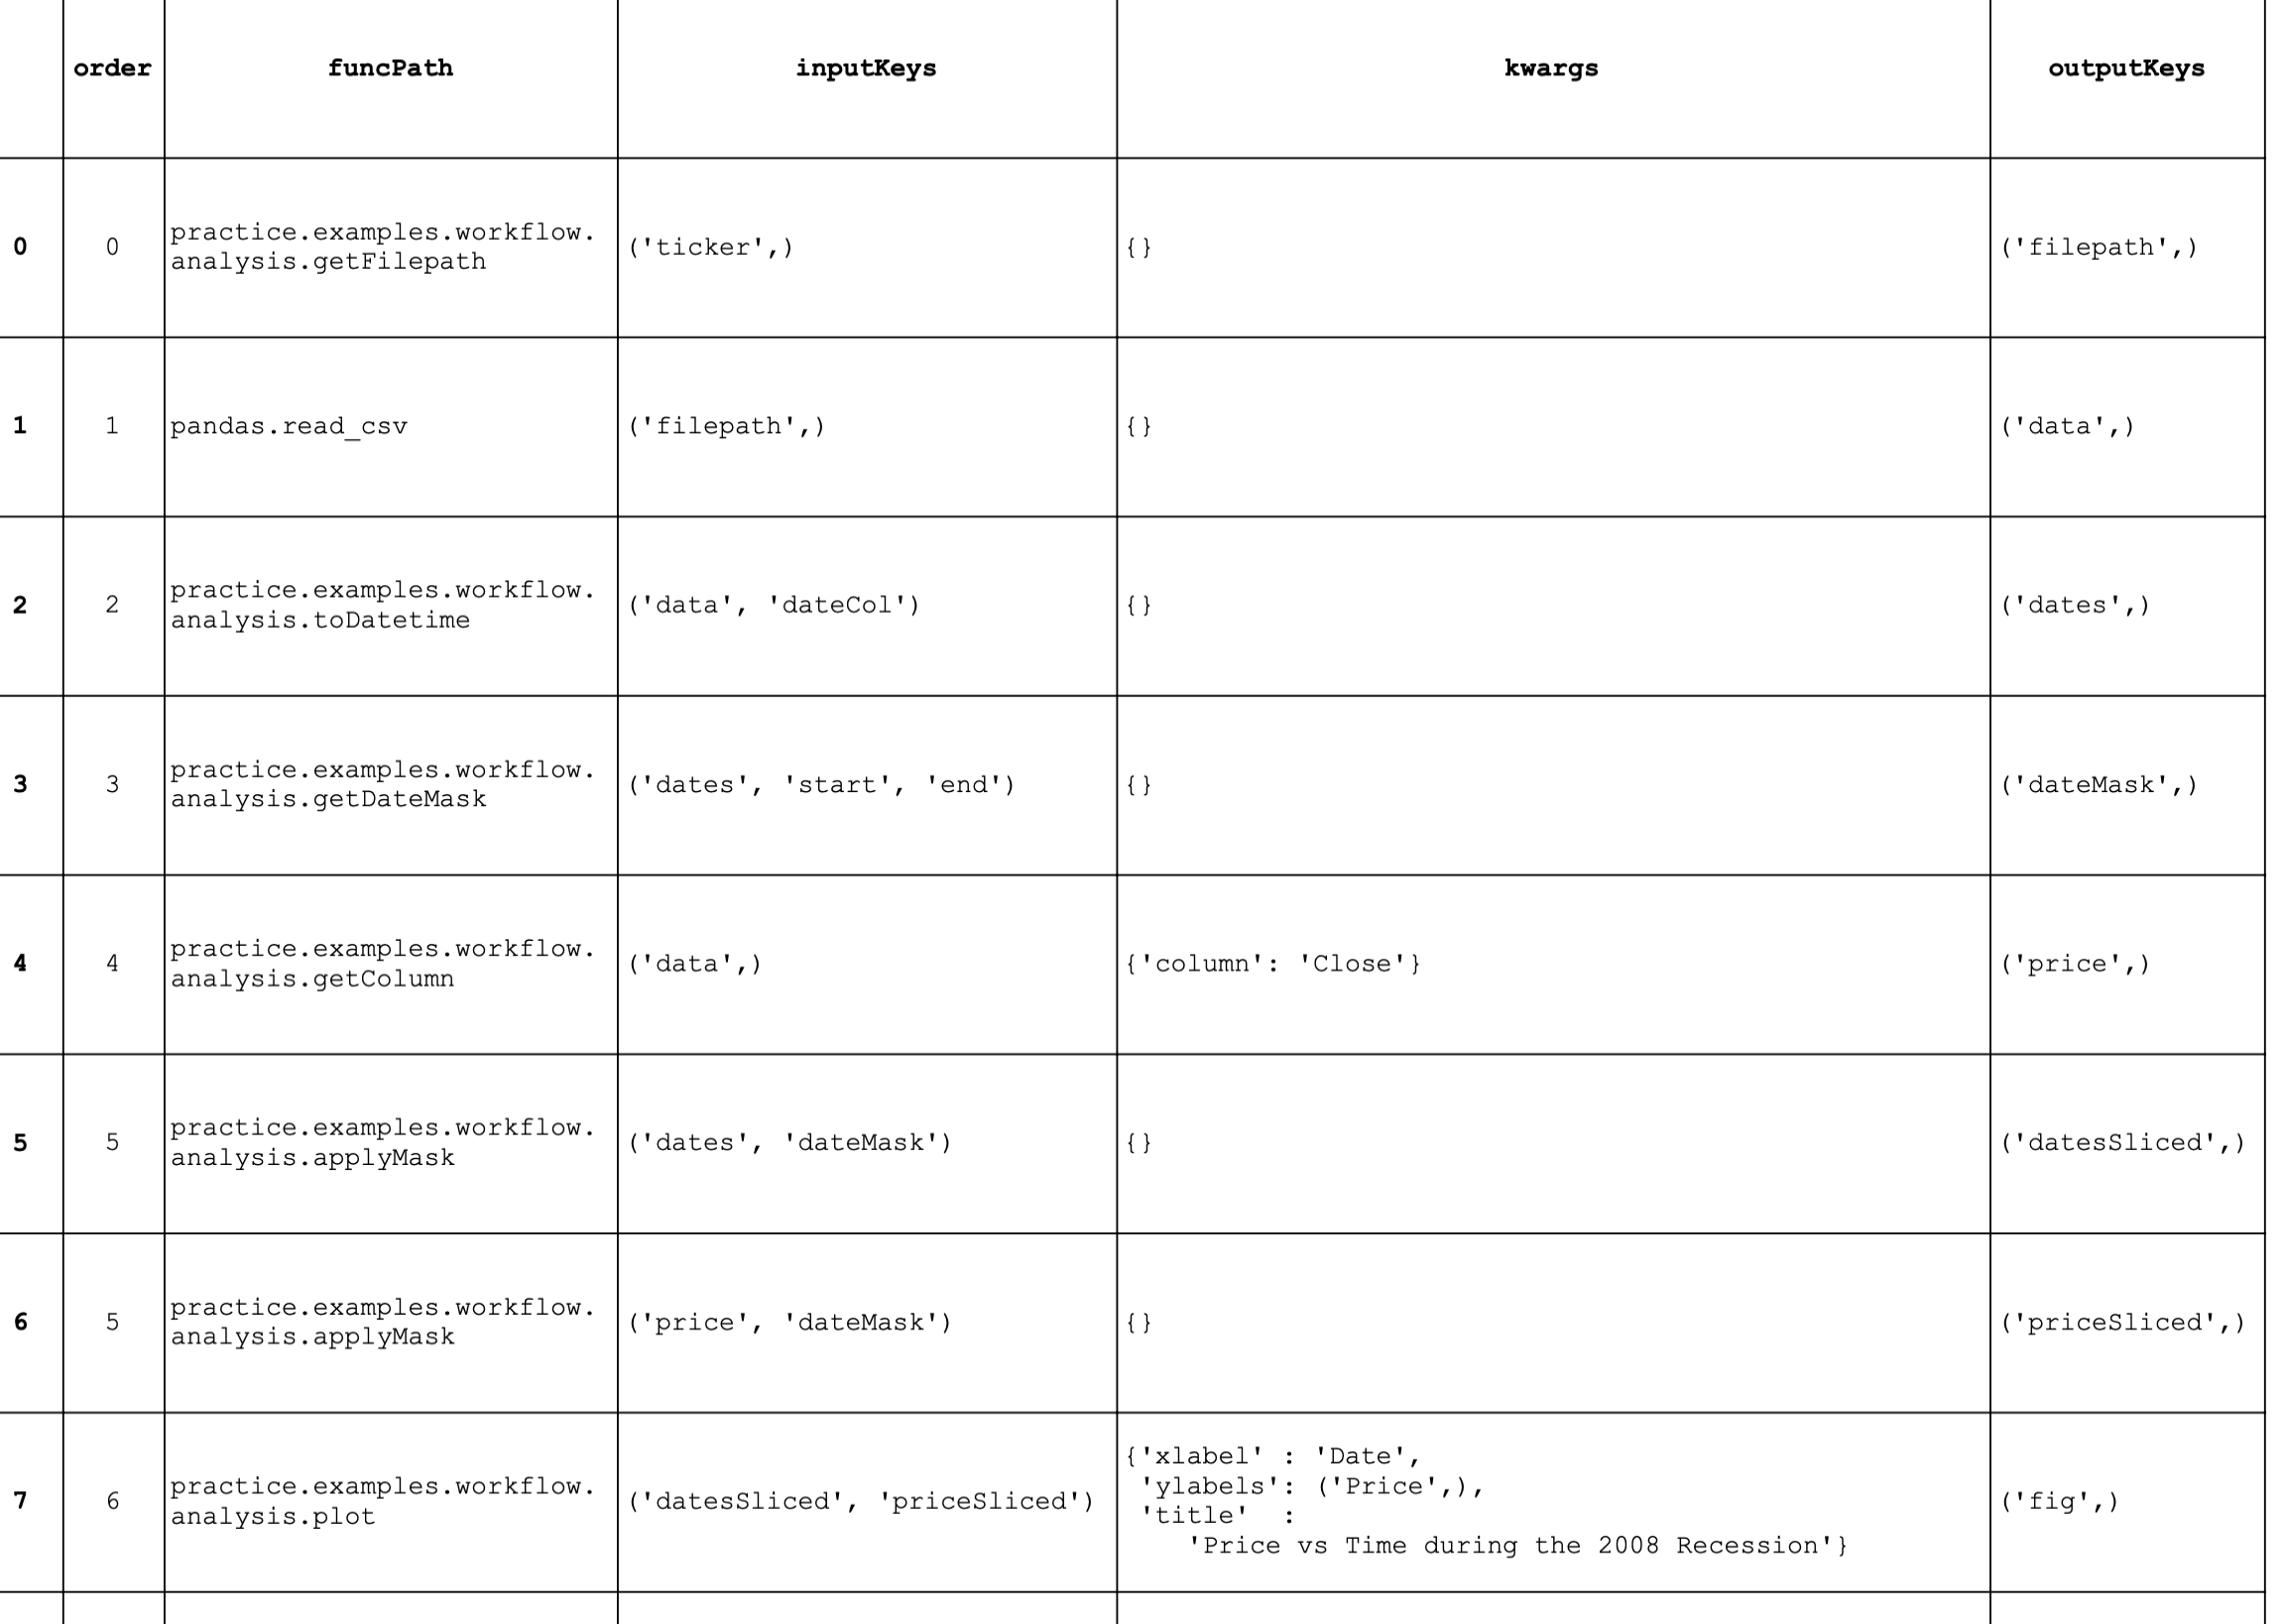 order funcPath inputKeys kwargs outputKeys
0 0 practice.examples.workflow.
analysis.getFilepath ('ticker',) {} ('filepath',)
1 1 pandas.read_csv ('filepath',) {} ('data',)
2 2 practice.examples.workflow.
analysis.toDatetime ('data', 'dateCol') {} ('dates',)
3 3 practice.examples.workflow.
analysis.getDateMask ('dates', 'start', 'end') {} ('dateMask',)
4 4 practice.examples.workflow.
analysis.getColumn ('data',) {'column': 'Close'} ('price',)
5 5 practice.examples.workflow.
analysis.applyMask ('dates', 'dateMask') {} ('datesSliced',)
6 5 practice.examples.workflow.
analysis.applyMask ('price', 'dateMask') {} ('priceSliced',)
7 6 practice.examples.workflow.
analysis.plot ('datesSliced', 'priceSliced')
{'xlabel' : 'Date',
'ylabels': ('Price',),
'title'  :
'Price vs Time during the 2008 Recession'}
('fig',)